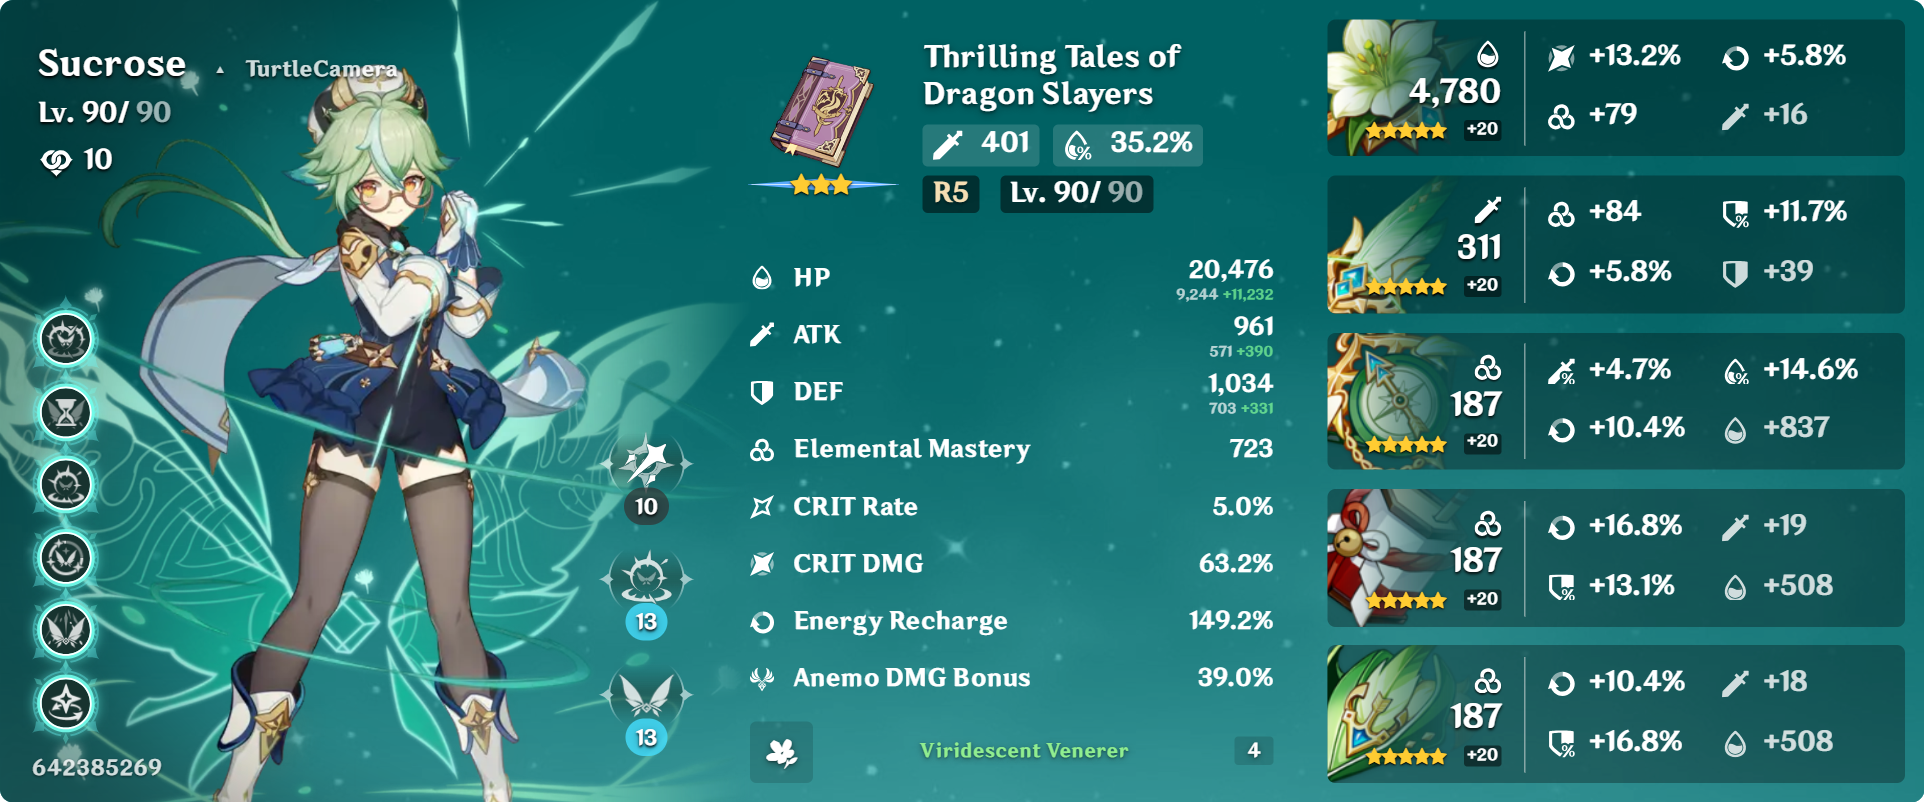 Sucrose ▲ TurtleCamera
Lv. 90/ 90
10
10
13
13
642385269
Thrilling Tales of
Dragon Slayers
401 35.2%
R5 Lv. 90/ 90
HP 20,476
9,244 +11,232
ATK 961
571 +390
DEF 1,034
703 +331
Elemental Mastery 723
CRIT Rate 5.0%
CRIT DMG 63.2%
Energy Recharge 149.2%
Anemo DMG Bonus 39.0%
Viridescent Venerer 4
4,780
+20
+13.2% +5.8%
+79 +16
311
+20
+84 +11.7%
+5.8% +39
187
+20
+4.7% +14.6%
+10.4% +837
187
+20
+16.8% +19
+13.1% +508
187
+20
+10.4% +18
+16.8% +508